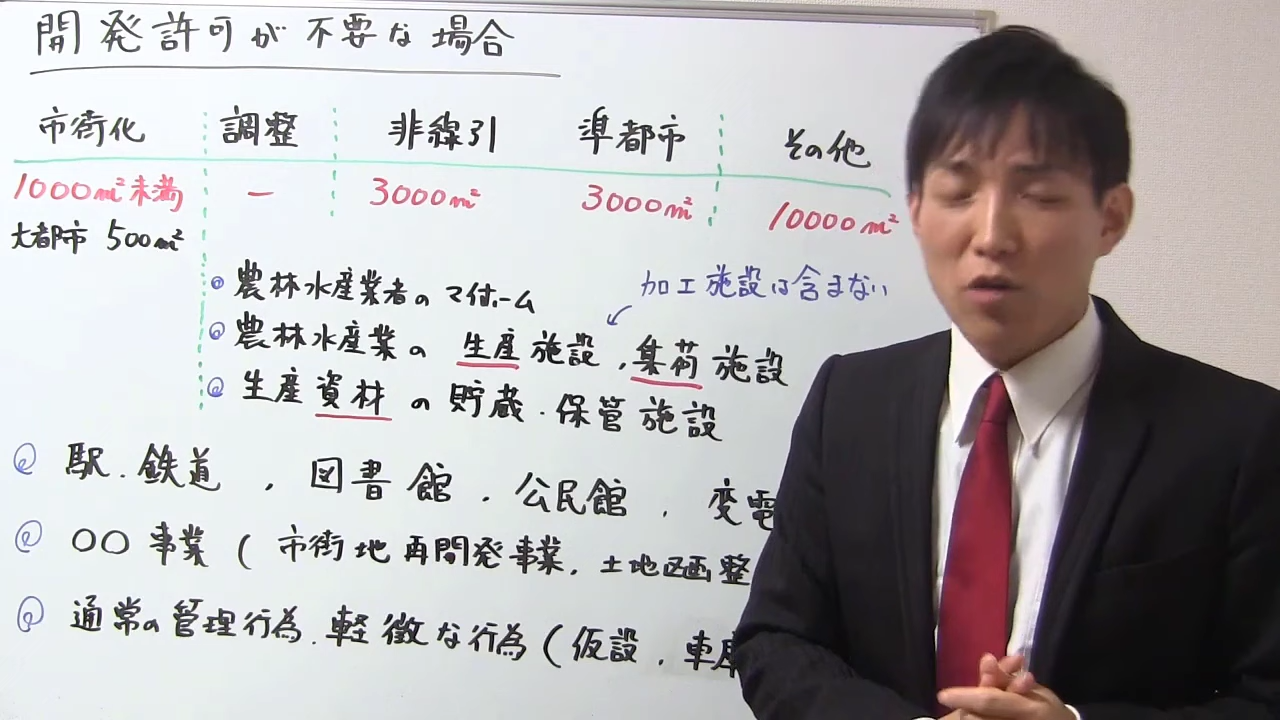 開発許可が不要な場合
市街化 調整 非線引 準都市 その他
1000㎡未満 － 3000㎡ 3000㎡ 10000㎡
大都市 500㎡
加工施設は含まない
農林水産業者のマイホーム
農林水産業の 生産施設, 集荷施設
生産資材の貯蔵・保管施設
駅・鉄道, 図書館, 公民館, 変電
〇〇事業(市街地再開発事業, 土地区画整
通常の管理行為, 軽微な行為(仮設, 車庫